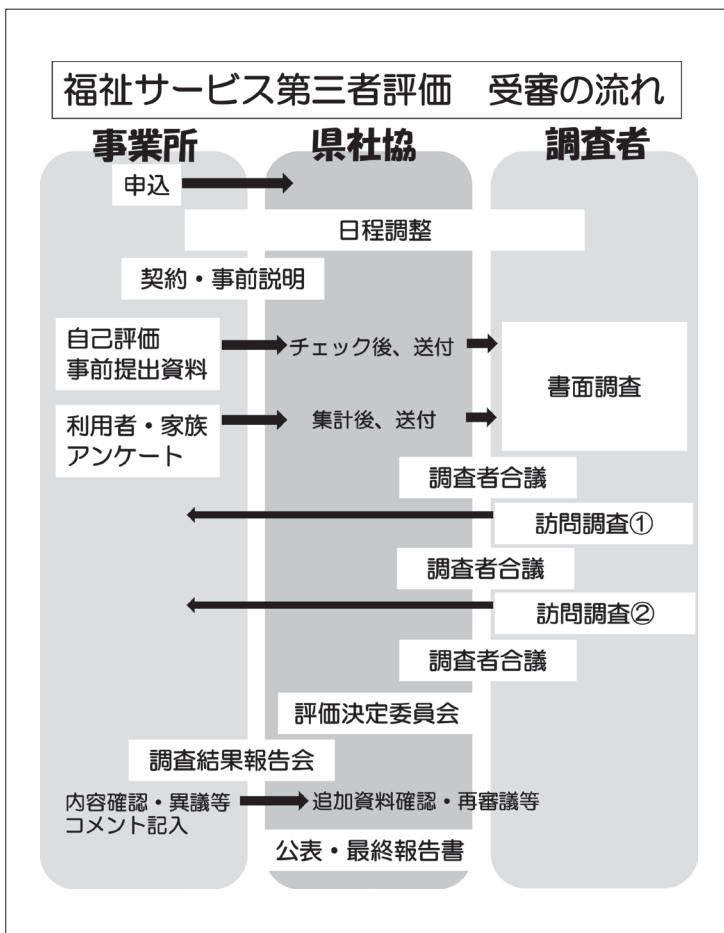 福祉サービス第三者評価　受審の流れ
事業所
県社協
調査者
申込
日程調整
契約・事前説明
自己評価
事前提出資料
チェック後、送付
書面調査
利用者・家族
アンケート
集計後、送付
調査者合議
訪問調査①
調査者合議
訪問調査②
調査者合議
評価決定委員会
調査結果報告会
内容確認・異議等
コメント記入
追加資料確認・再審議等
公表・最終報告書